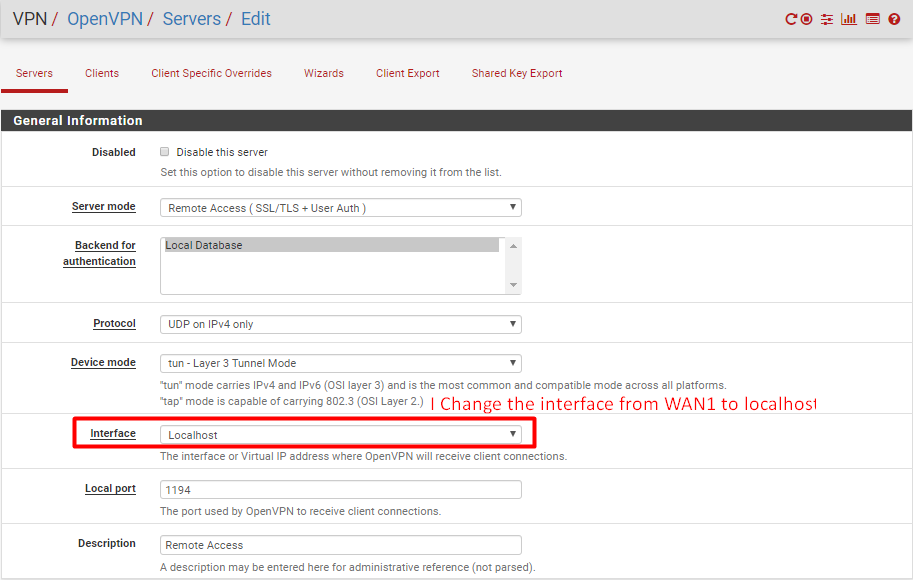 VPN / OpenVPN / Servers / Edit
Servers Clients Client Specific Overrides Wizards Client Export Shared Key Export
General Information
Disabled Disable this server
Set this option to disable this server without removing it from the list.
Server mode Remote Access ( SSL/TLS + User Auth )
Backend for authentication Local Database
Protocol UDP on IPv4 only
Device mode tun - Layer 3 Tunnel Mode
"tun" mode carries IPv4 and IPv6 (OSI layer 3) and is the most common and compatible mode across all platforms.
"tap" mode is capable of carrying 802.3 (OSI Layer 2.) I Change the interface from WAN1 to localhost
Interface Localhost
The interface or Virtual IP address where OpenVPN will receive client connections.
Local port 1194
The port used by OpenVPN to receive client connections.
Description Remote Access
A description may be entered here for administrative reference (not parsed).